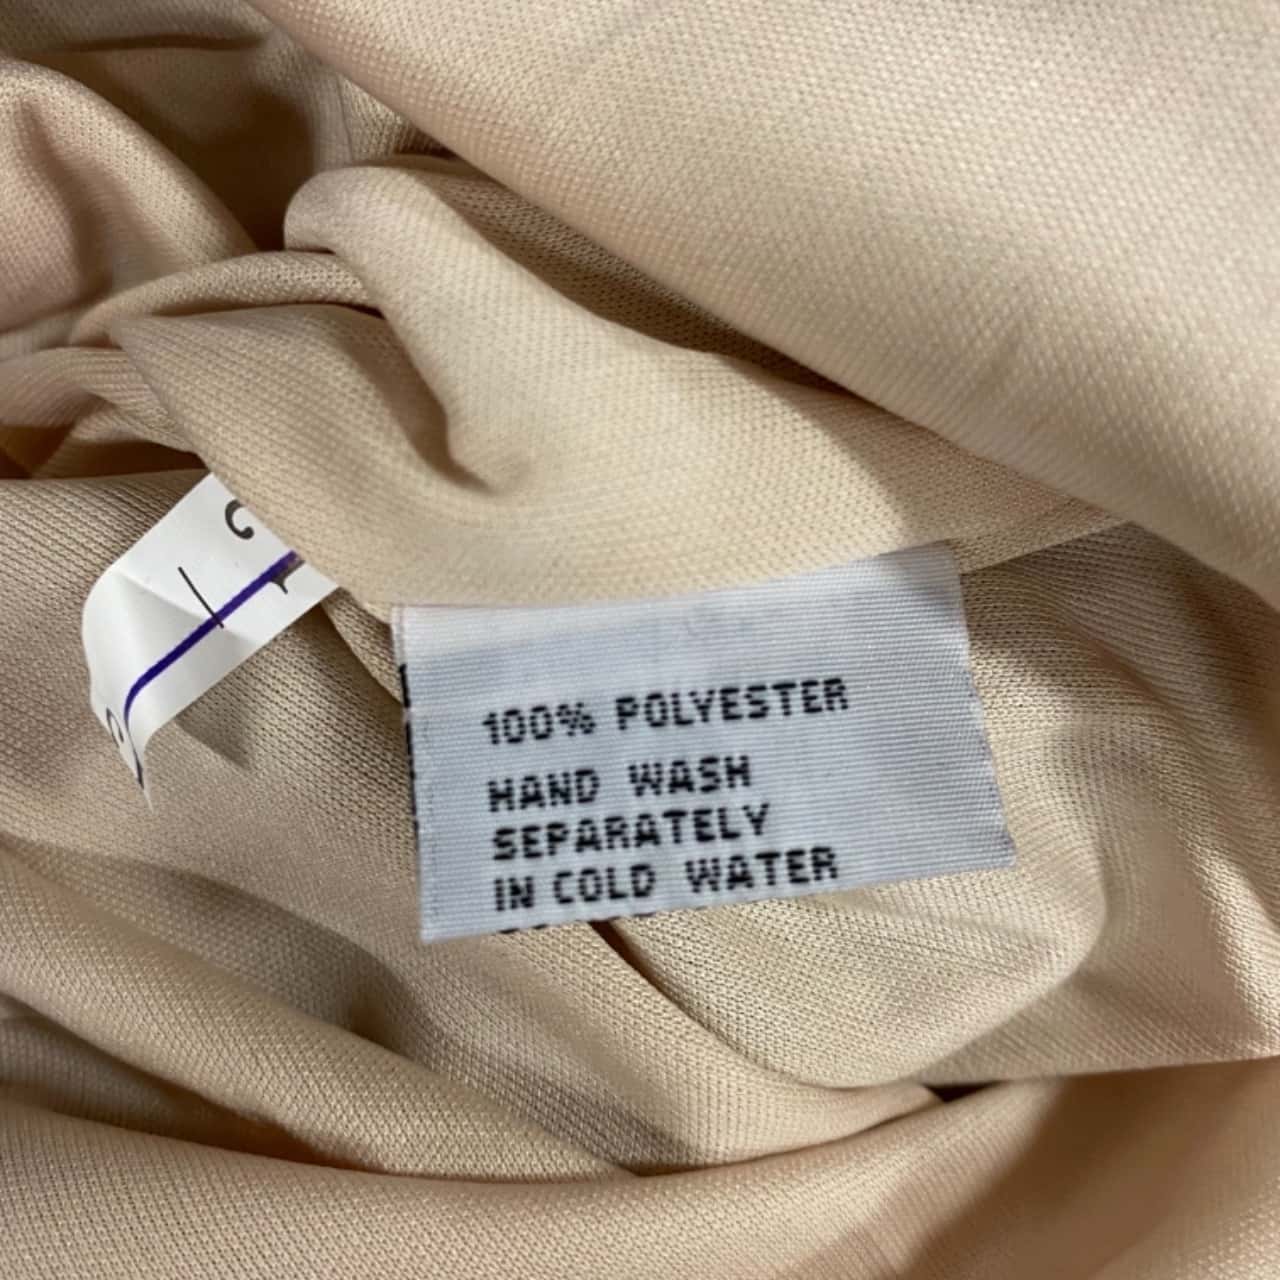 100% POLYESTER
HAND WASH
SEPARATELY
IN COLD WATER